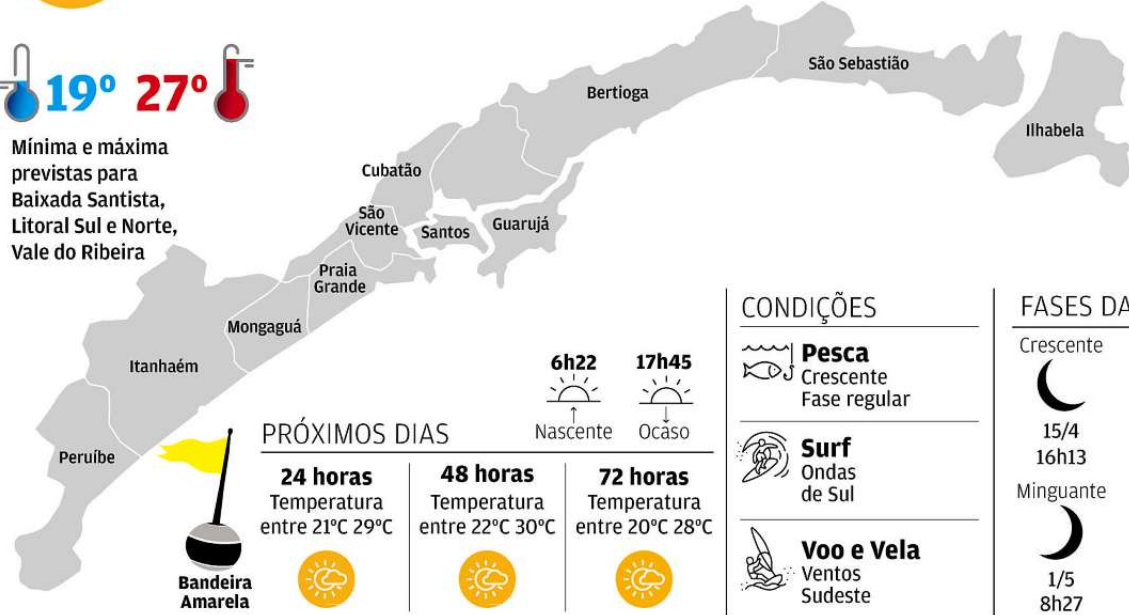 19º 27º
Mínima e máxima
previstas para
Baixada Santista,
Litoral Sul e Norte,
Vale do Ribeira
São Sebastião
Bertioga
Ilhabela
Cubatão
São
Vicente
Santos
Guarujá
Praia
Grande
Mongaguá
Itanhaém
Peruíbe
Bandeira
Amarela
PRÓXIMOS DIAS
6h22
Nascente
17h45
Ocaso
24 horas
Temperatura
entre 21ºC 29ºC
48 horas
Temperatura
entre 22ºC 30ºC
72 horas
Temperatura
entre 20ºC 28ºC
CONDIÇÕES
Pesca
Crescente
Fase regular
Surf
Ondas
de Sul
Voo e Vela
Ventos
Sudeste
FASES DA
Crescente
15/4
16h13
Minguante
1/5
8h27